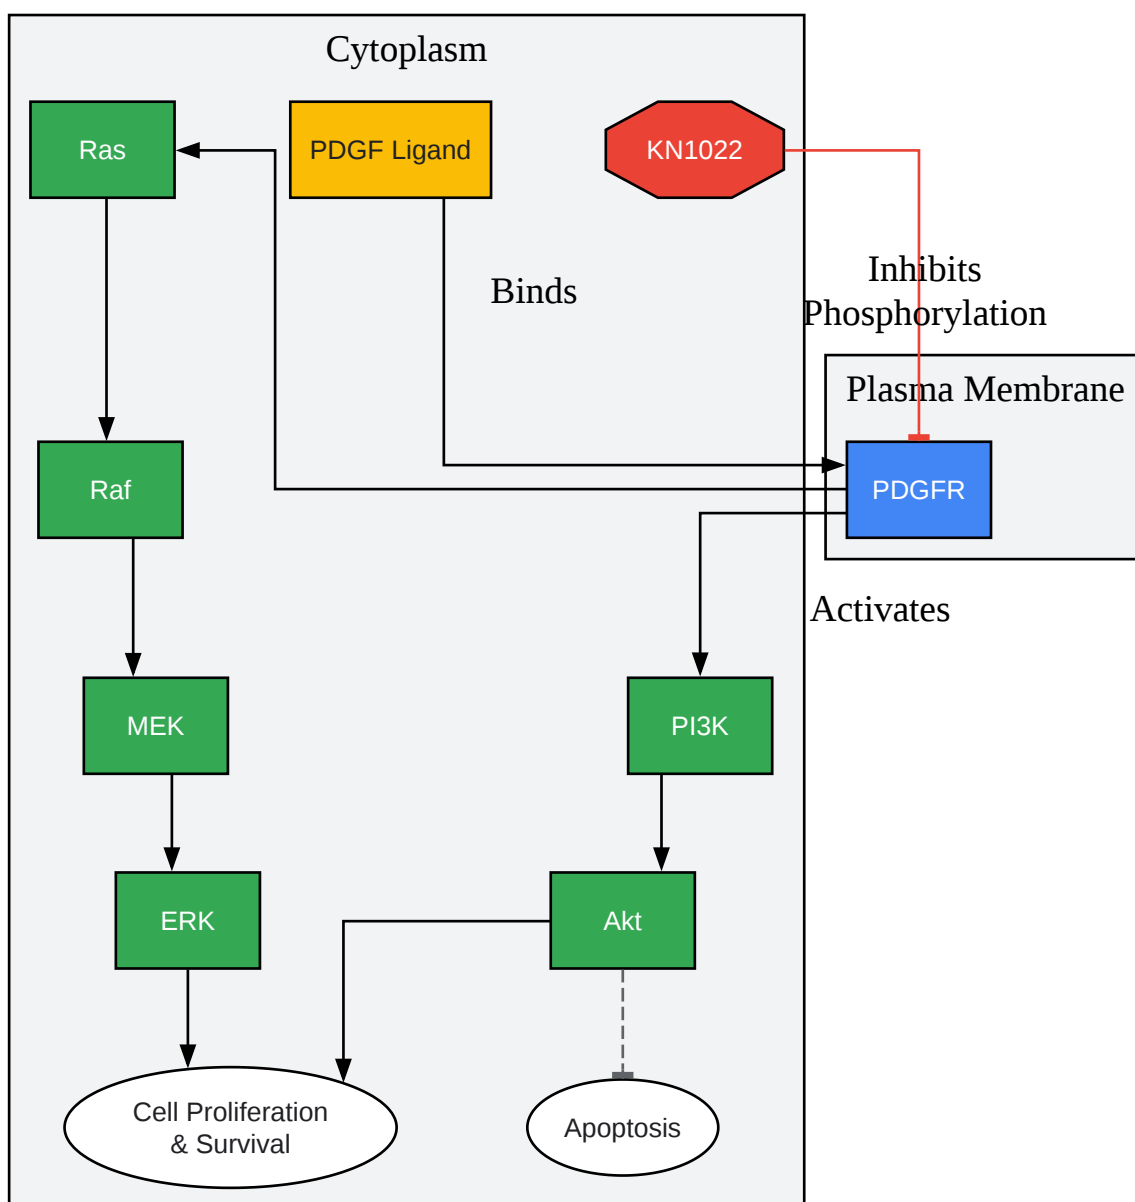 Cytoplasm
Ras
PDGF Ligand
KN1022
Binds
Inhibits
Phosphorylation
Plasma Membrane
Raf
PDGFR
Activates
MEK
PI3K
ERK
Akt
Cell Proliferation
& Survival
Apoptosis